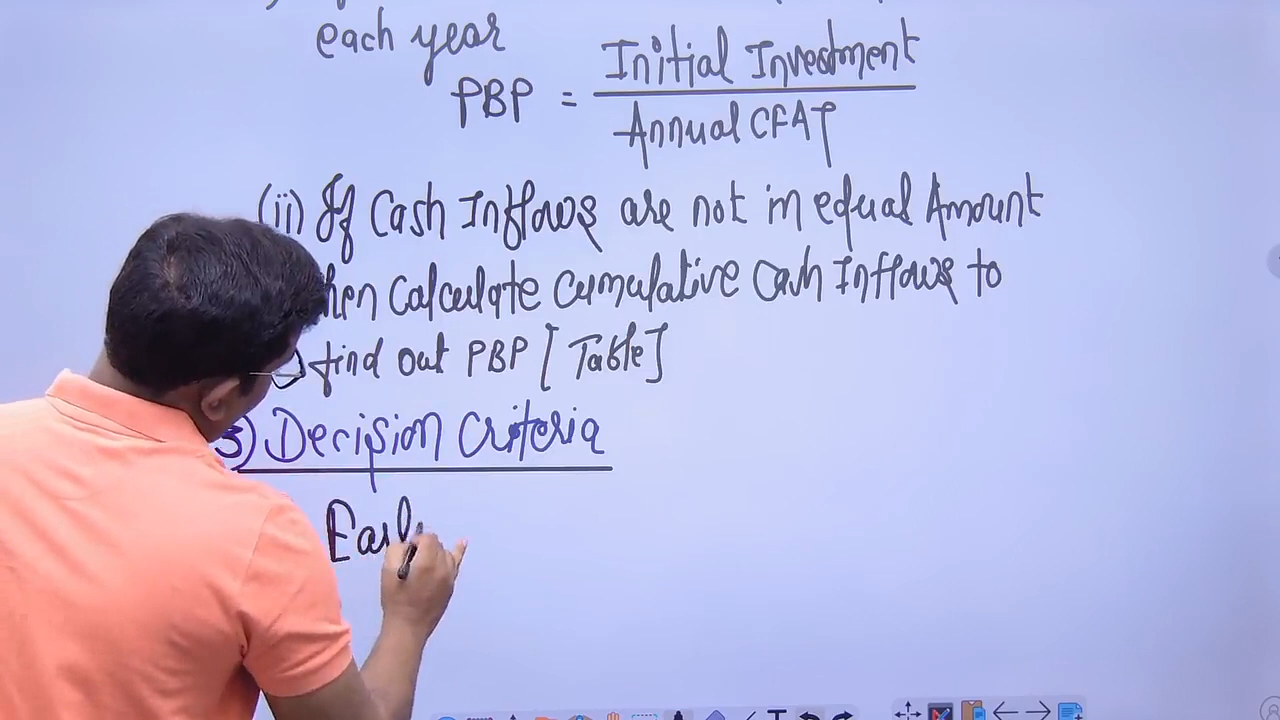 each year
PBP = Initial Investment
Annual CFAT
(ii) If Cash Inflows are not in equal Amount
hen Calculate cumulative Cash Inflows to
find out PBP [Table]
3) Decision Criteria
Earl